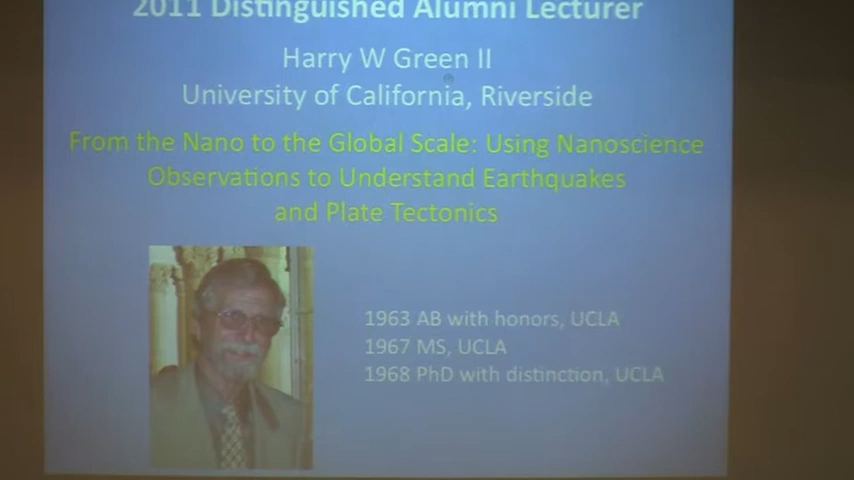 2011 Distinguished Alumni Lecturer
Harry W Green II
University of California, Riverside
From the Nano to the Global Scale: Using Nanoscience
Observations to Understand Earthquakes
and Plate Tectonics
1963 AB with honors, UCLA
1967 MS, UCLA
1968 PhD with distinction, UCLA